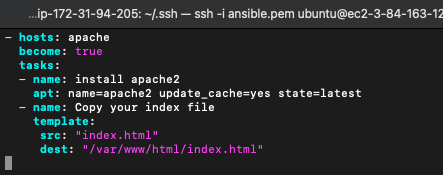 ...ip-172-31-94-205: ~/.ssh — ssh -i ansible.pem ubuntu@ec2-3-84-163-12
- hosts: apache
  become: true
  tasks:
  - name: install apache2
    apt: name=apache2 update_cache=yes state=latest
  - name: Copy your index file
    template:
     src: "index.html"
     dest: "/var/www/html/index.html"